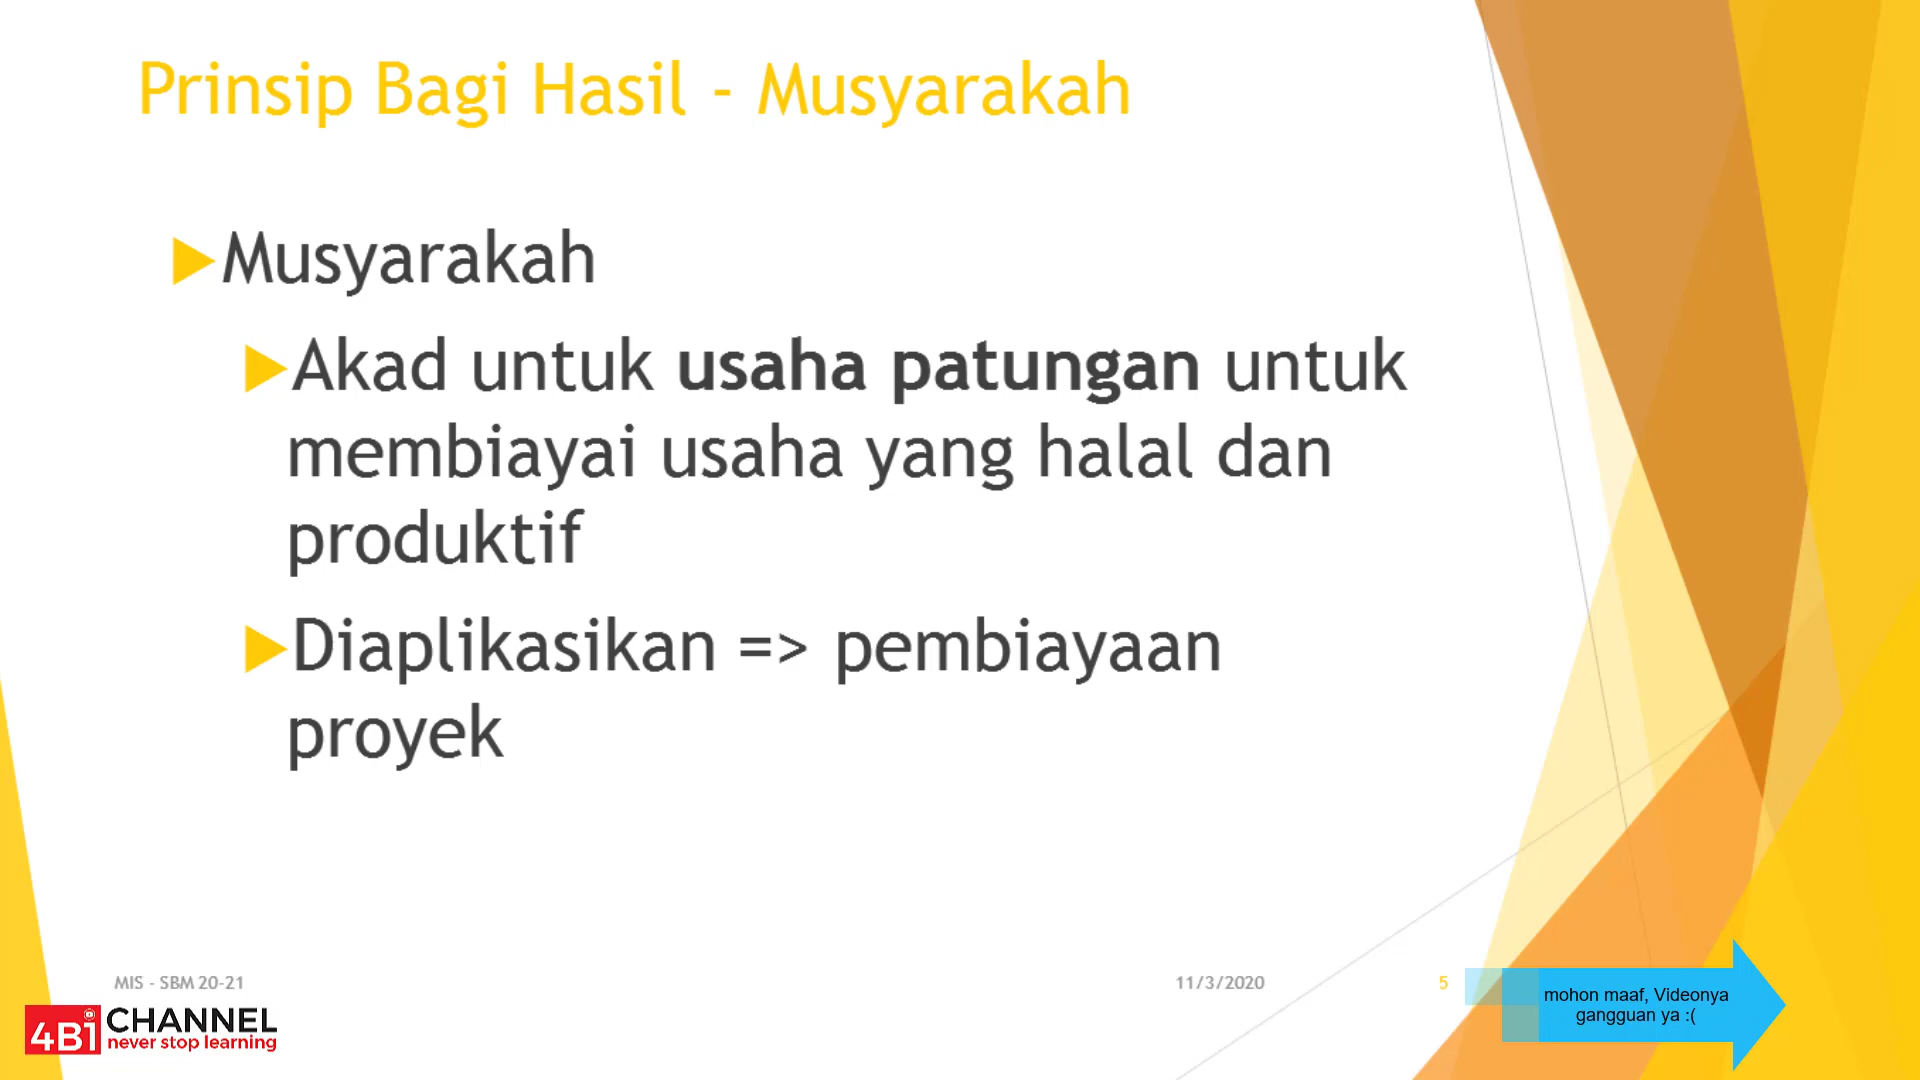 Prinsip Bagi Hasil - Musyarakah
Musyarakah
Akad untuk usaha patungan untuk
membiayai usaha yang halal dan
produktif
Diaplikasikan => pembiayaan
proyek
MIS - SBM 20-21
11/3/2020
5
mohon maaf, Videonya
gangguan ya :(
4Bi CHANNEL
never stop learning